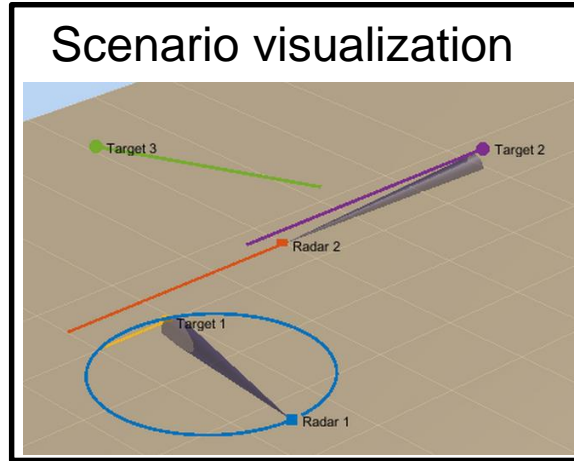 Scenario visualization
Target 3
Target 2
Radar 2
Target 1
Radar 1